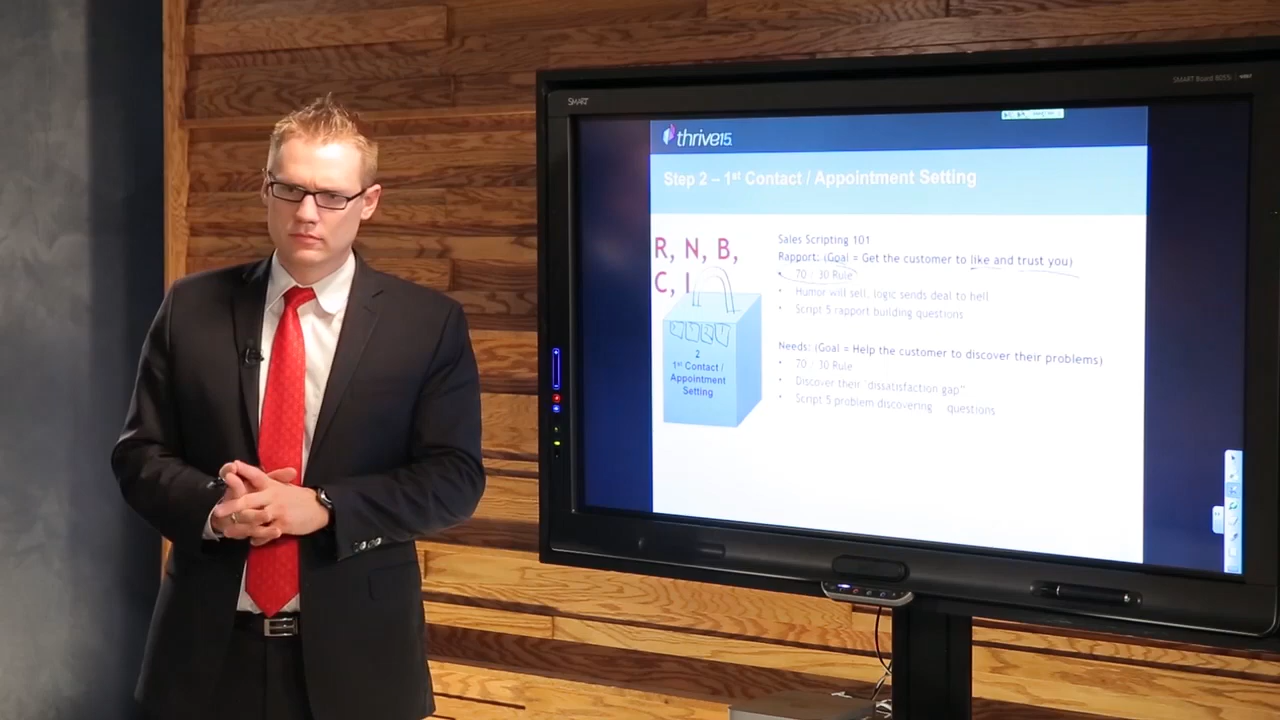 SMART
SMART Board 8055i
thrive15
Step 2 – 1st Contact / Appointment Setting
R, N, B,
C, I
2
1st Contact /
Appointment
Setting
Sales Scripting 101
Rapport: (Goal = Get the customer to like and trust you)
• 70 / 30 Rule
• Humor will sell, logic sends deal to hell
• Script 5 rapport building questions
Needs: (Goal = Help the customer to discover their problems)
• 70 / 30 Rule
• Discover their "dissatisfaction gap"
• Script 5 problem discovering questions